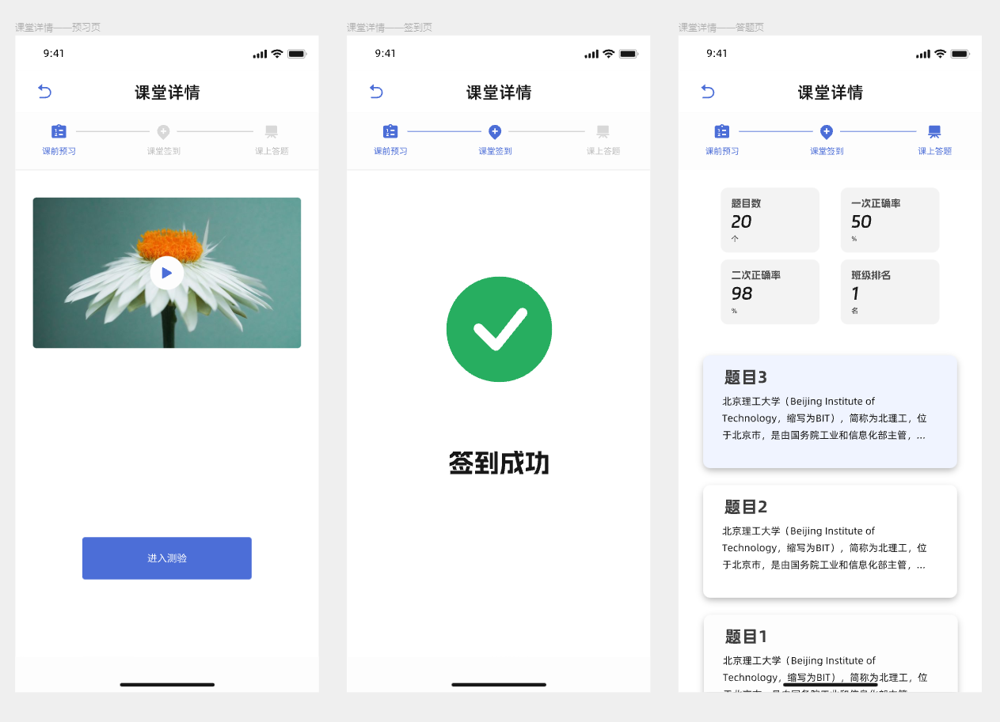 课堂详情——预习页
9:41
课堂详情
课前预习
课堂签到
课上答题
进入测验
课堂详情——签到页
9:41
课堂详情
课前预习
课堂签到
课上答题
签到成功
课堂详情——答题页
9:41
课堂详情
课前预习
课堂签到
课上答题
题目数
20
个
一次正确率
50
%
二次正确率
98
%
班级排名
1
名
题目3
北京理工大学（Beijing Institute of
Technology，缩写为BIT），简称为北理工，位
于北京市，是由国务院工业和信息化部主管，...
题目2
北京理工大学（Beijing Institute of
Technology，缩写为BIT），简称为北理工，位
于北京市，是由国务院工业和信息化部主管，...
题目1
北京理工大学（Beijing Institute of
Technology，缩写为BIT），简称为北理工，位